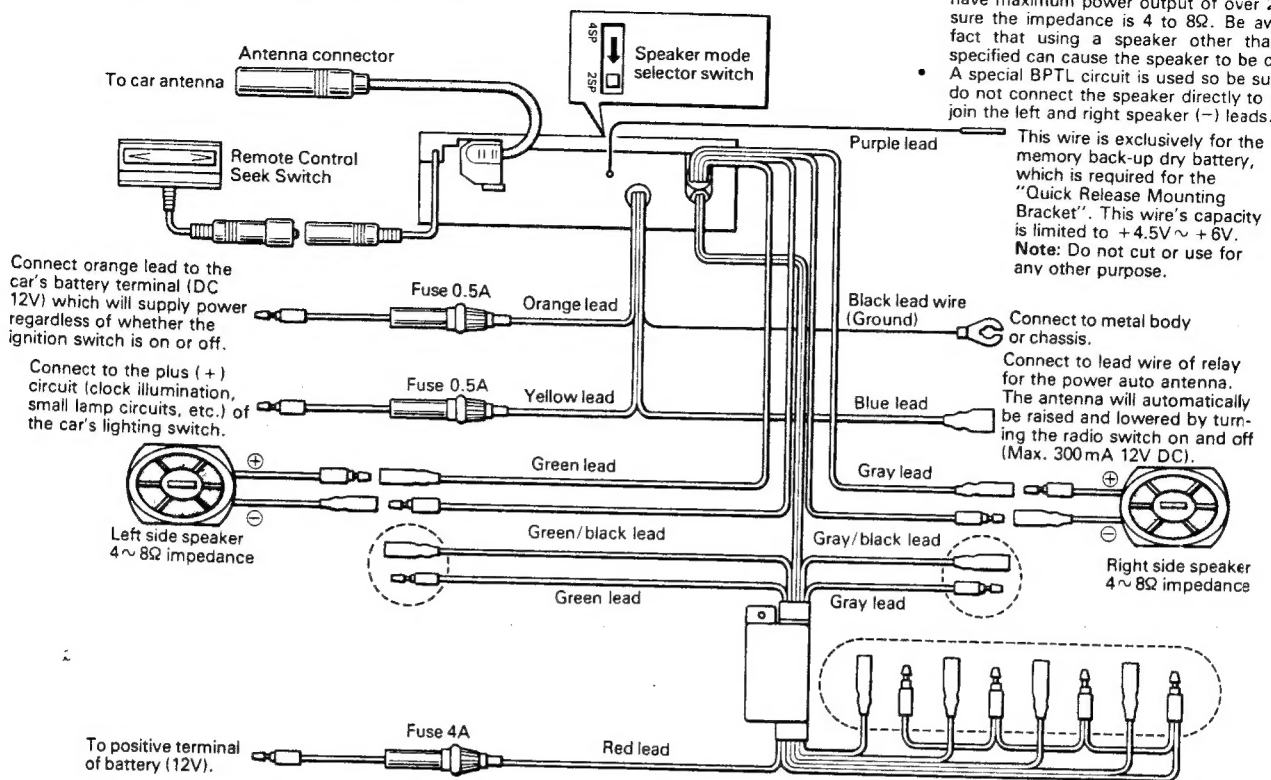 have maximum power output of over
sure the impedance is 4 to 8Ω. Be
fact that using a speaker other
specified can cause the speaker to be
• A special BPTL circuit is used so be
do not connect the speaker directly to
join the left and right speaker (−) leads.
4SP
2SP
Speaker mode
selector switch
Antenna connector
To car antenna
Remote Control
Seek Switch
Purple lead
This wire is exclusively for the
memory back-up dry battery,
which is required for the
"Quick Release Mounting
Bracket". This wire's capacity
is limited to +4.5V ~ +6V.
Note: Do not cut or use for
any other purpose.
Connect orange lead to the
car's battery terminal (DC
12V) which will supply power
regardless of whether the
ignition switch is on or off.
Fuse 0.5A
Orange lead
Black lead wire
(Ground)
Connect to metal body
or chassis.
Connect to the plus (+)
circuit (clock illumination,
small lamp circuits, etc.) of
the car's lighting switch.
Fuse 0.5A
Yellow lead
Blue lead
Connect to lead wire of relay
for the power auto antenna.
The antenna will automatically
be raised and lowered by turn-
ing the radio switch on and off
(Max. 300mA 12V DC).
⊕
⊖
Left side speaker
4~8Ω impedance
Green lead
Green/black lead
Green lead
Gray lead
Gray/black lead
Gray lead
⊕
⊖
Right side speaker
4~8Ω impedance
To positive terminal
of battery (12V).
Fuse 4A
Red lead